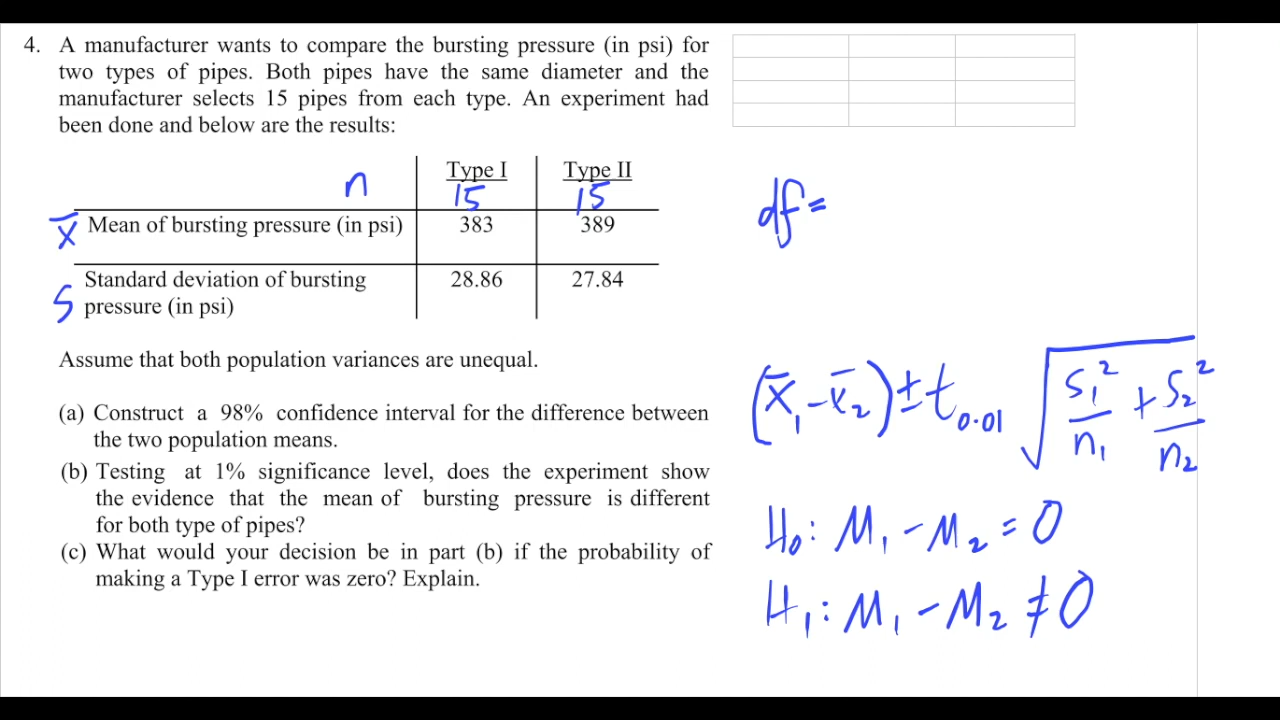 4. A manufacturer wants to compare the bursting pressure (in psi) for
two types of pipes. Both pipes have the same diameter and the
manufacturer selects 15 pipes from each type. An experiment had
been done and below are the results:
n Type I Type II
15 15
x̄ Mean of bursting pressure (in psi) 383 389
S Standard deviation of bursting 28.86 27.84
pressure (in psi)
Assume that both population variances are unequal.
(a) Construct a 98% confidence interval for the difference between
the two population means.
(b) Testing at 1% significance level, does the experiment show
the evidence that the mean of bursting pressure is different
for both type of pipes?
(c) What would your decision be in part (b) if the probability of
making a Type I error was zero? Explain.
df =
(x̄₁ - x̄₂) ± t₀.₀₁ √(S₁²/n₁ + S₂²/n₂)
H₀: M₁ - M₂ = 0
H₁: M₁ - M₂ ≠ 0